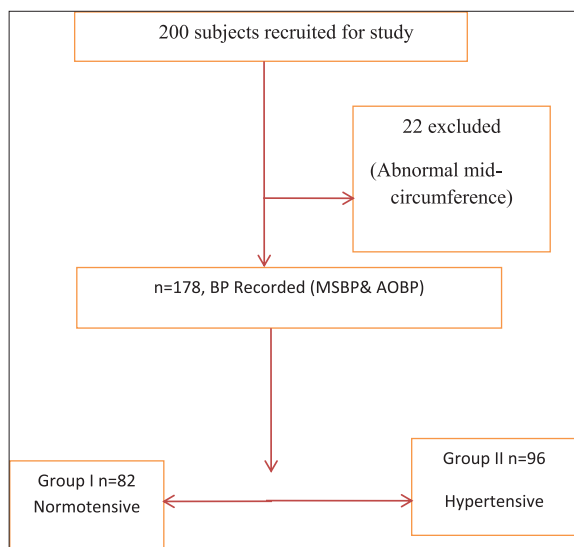 200 subjects recruited for study
22 excluded
(Abnormal mid-
circumference)
n=178, BP Recorded (MSBP& AOBP)
Group I n=82
Normotensive
Group II n=96
Hypertensive